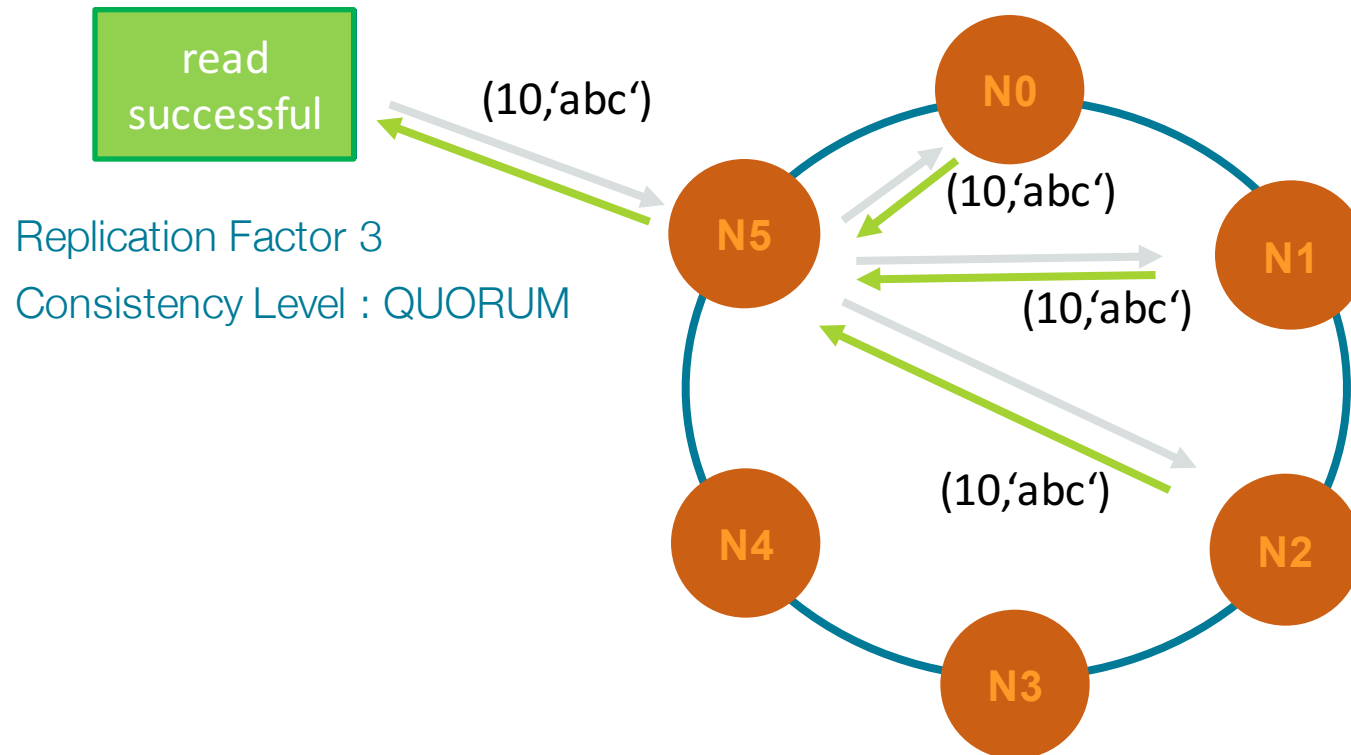 read
successful
(10,‘abc‘)
N0
(10,‘abc‘)
N5
Replication Factor 3
N1
Consistency Level : QUORUM
(10,‘abc‘)
(10,‘abc‘)
N4
N2
N3